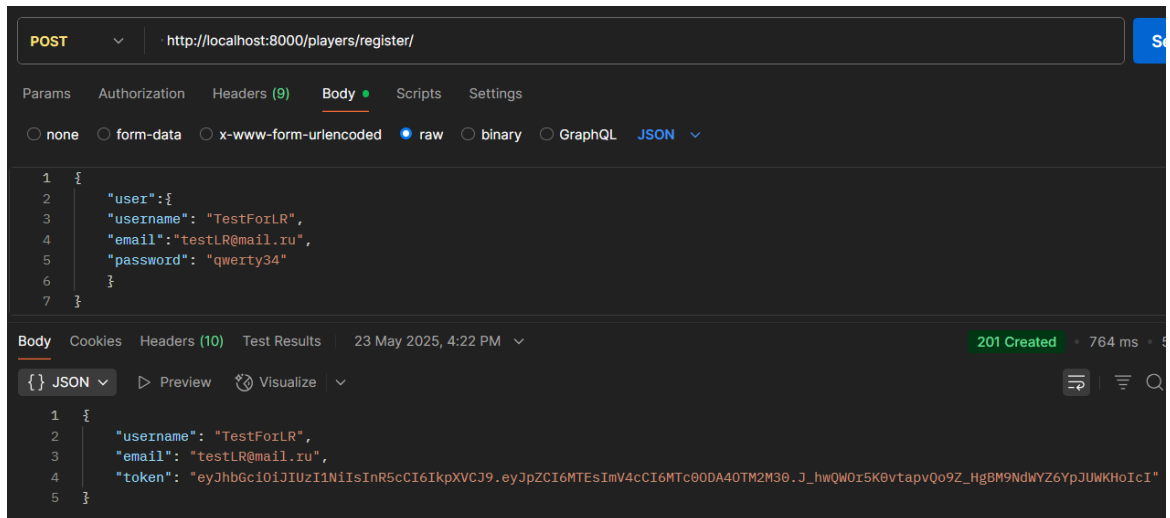 POST http://localhost:8000/players/register/ Se
Params Authorization Headers (9) Body Scripts Settings
none form-data x-www-form-urlencoded raw binary GraphQL JSON
1 {
2 "user":{
3 "username": "TestForLR",
4 "email":"testLR@mail.ru",
5 "password": "qwerty34"
6 }
7 }
Body Cookies Headers (10) Test Results 23 May 2025, 4:22 PM 201 Created 764 ms 5
{} JSON Preview Visualize
1 {
2 "username": "TestForLR",
3 "email": "testLR@mail.ru",
4 "token": "eyJhbGciOiJIUzI1NiIsInR5cCI6IkpXVCJ9.eyJpZCI6MTEsImV4cCI6MTc0ODA4OTM2M30.J_hwQWOr5K0vtapvQo9Z_HgBM9NdWYZ6YpJUWKHoIcI"
5 }